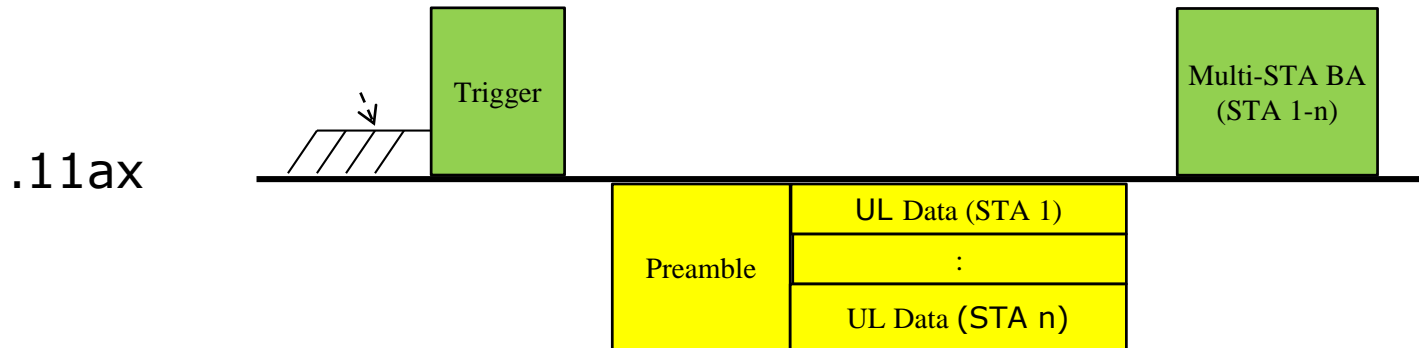 .11ax
Trigger
Multi-STA BA
(STA 1-n)
Preamble
UL Data (STA 1)
:
UL Data (STA n)